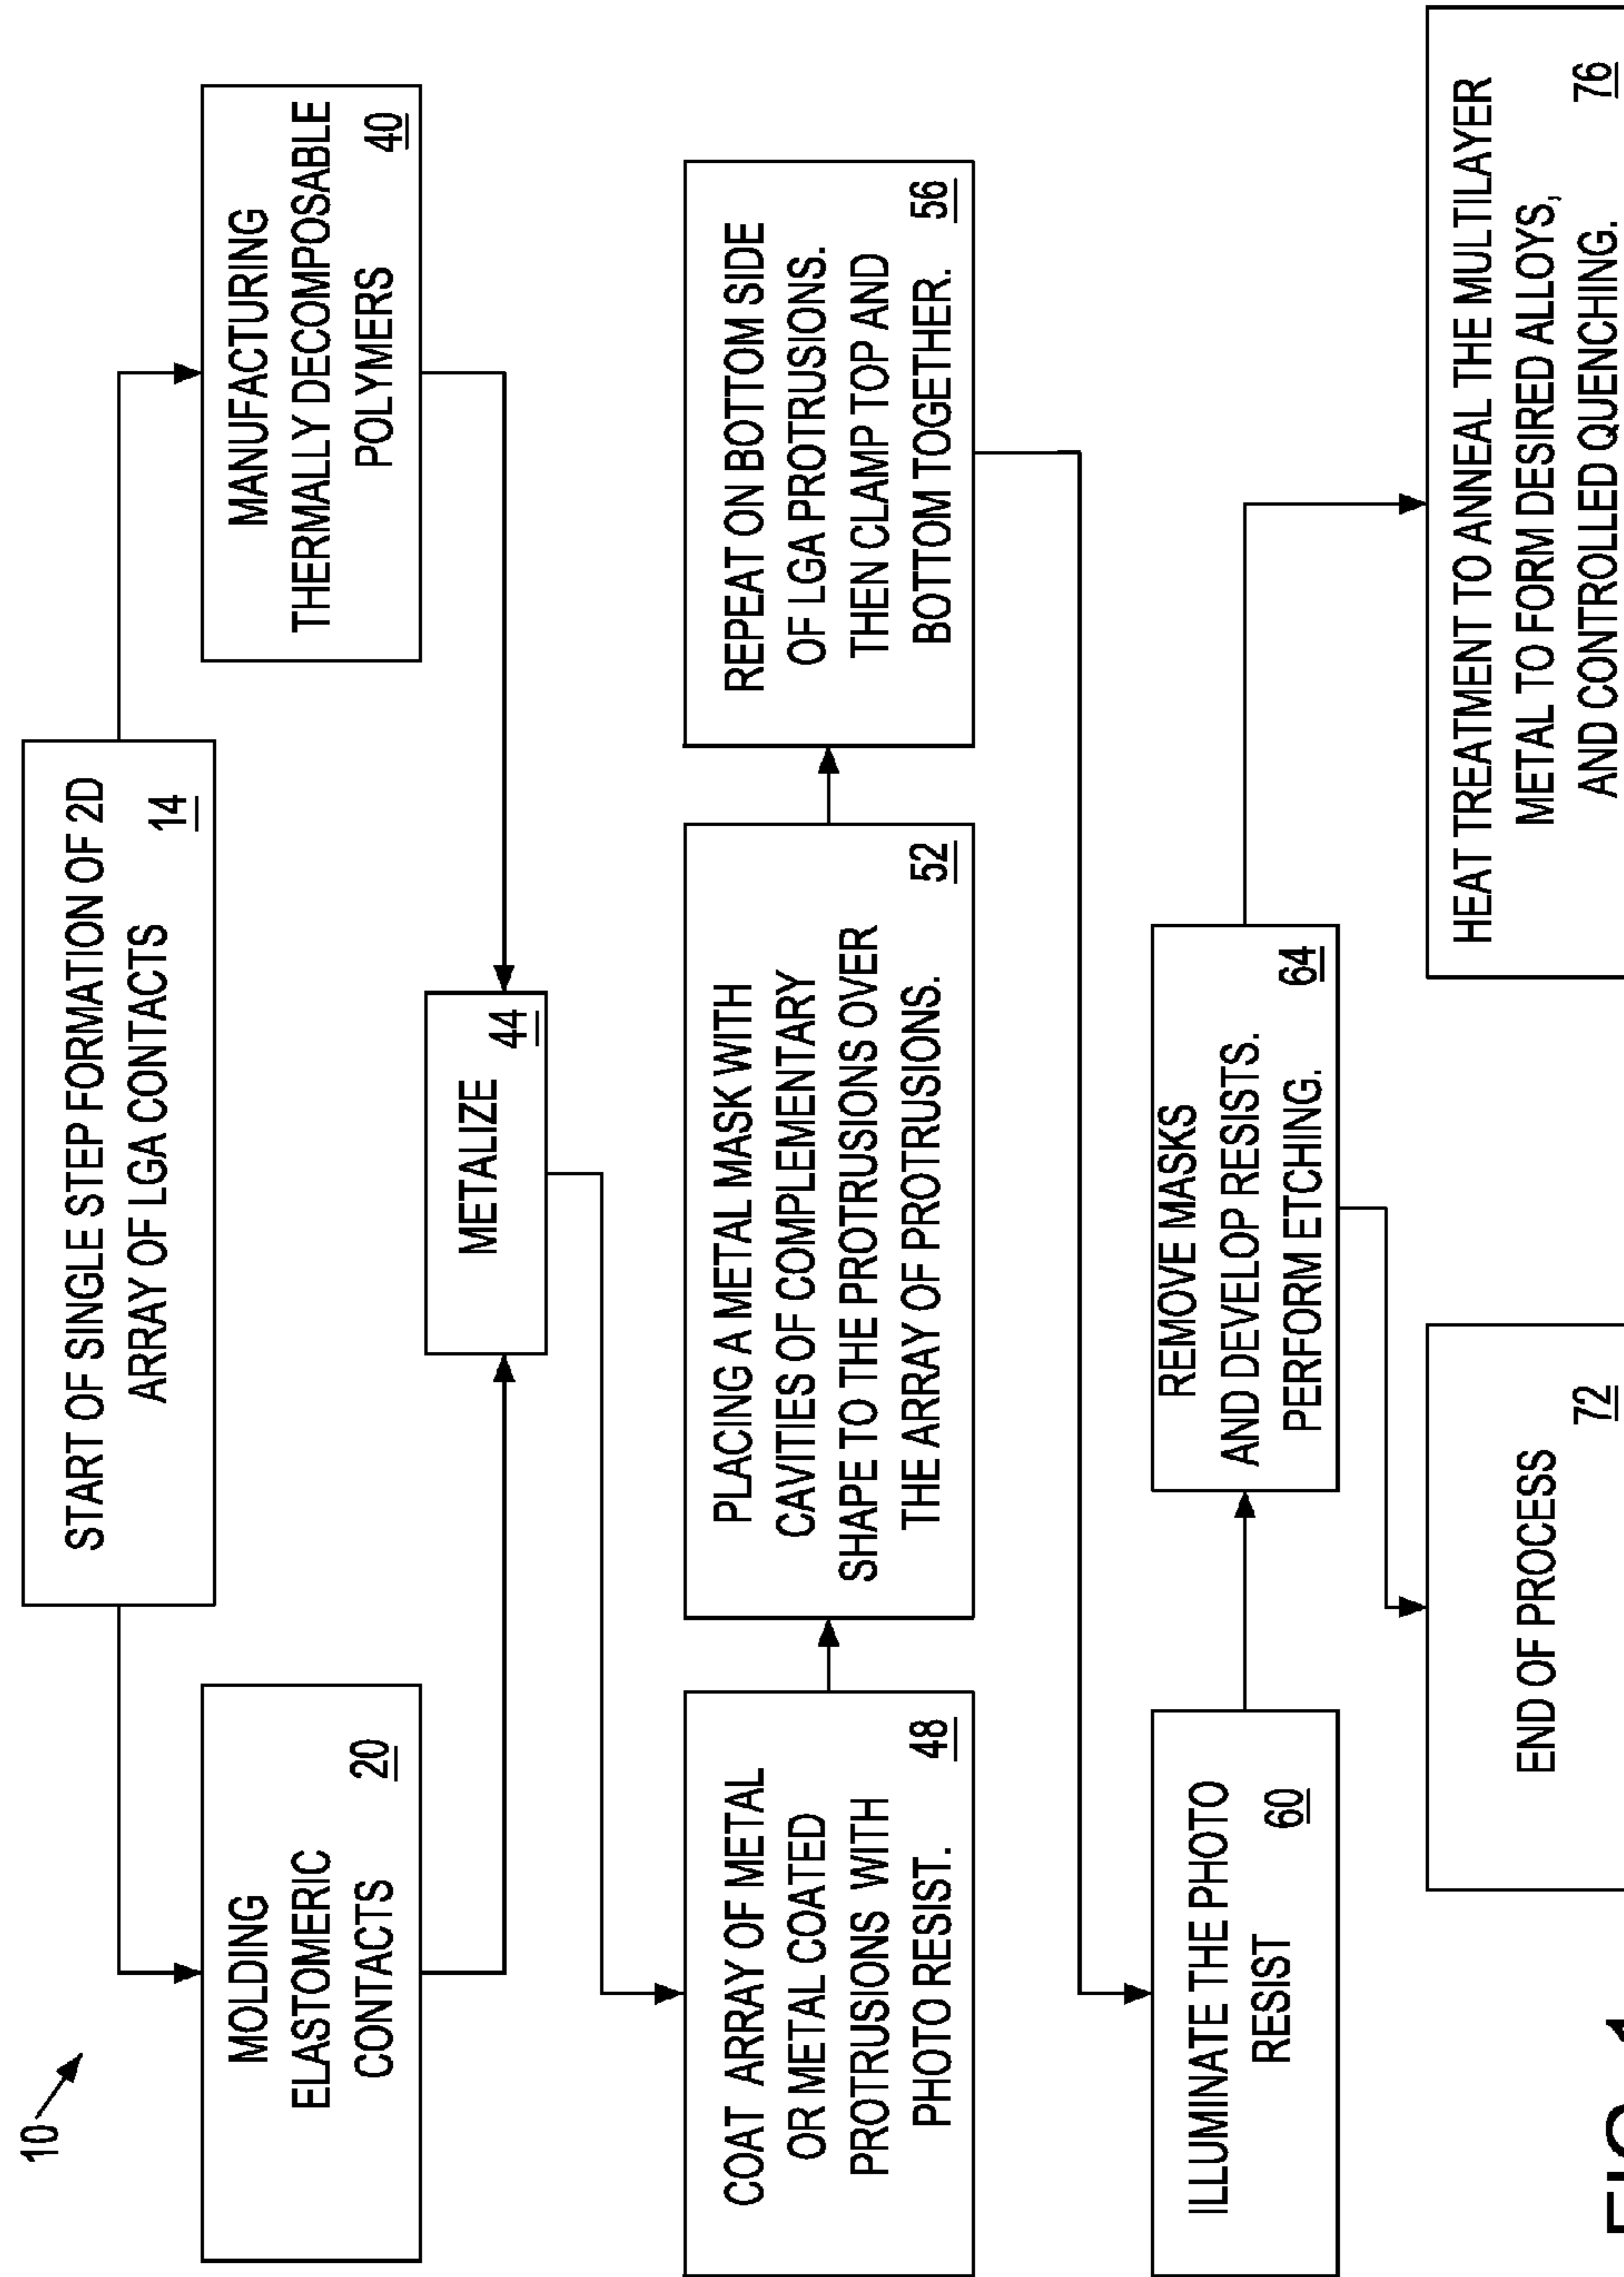 10
START OF SINGLE STEP FORMATION OF 2D
ARRAY OF LGA CONTACTS
14
MOLDING
ELASTOMERIC
CONTACTS
20
MANUFACTURING
THERMALLY DECOMPOSABLE
POLYMERS
40
METALIZE
44
COAT ARRAY OF METAL
OR METAL COATED
PROTRUSIONS WITH
PHOTO RESIST.
48
PLACING A METAL MASK WITH
CAVITIES OF COMPLEMENTARY
SHAPE TO THE PROTRUSIONS OVER
THE ARRAY OF PROTRUSIONS.
52
REPEAT ON BOTTOM SIDE
OF LGA PROTRUSIONS.
THEN CLAMP TOP AND
BOTTOM TOGETHER.
56
ILLUMINATE THE PHOTO
RESIST
60
REMOVE MASKS
AND DEVELOP RESISTS.
PERFORM ETCHING.
64
END OF PROCESS
72
HEAT TREATMENT TO ANNEAL THE MULTILAYER
METAL TO FORM DESIRED ALLOYS,
AND CONTROLLED QUENCHING.
76